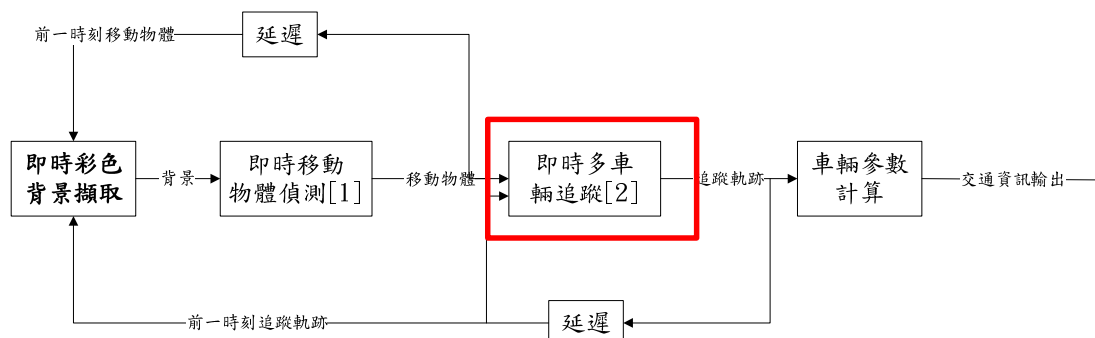 前一時刻移動物體
延遲
即時彩色
背景擷取
背景
即時移動
物體偵測[1]
移動物體
即時多車
輛追蹤[2]
追蹤軌跡
車輛參數
計算
交通資訊輸出
前一時刻追蹤軌跡
延遲